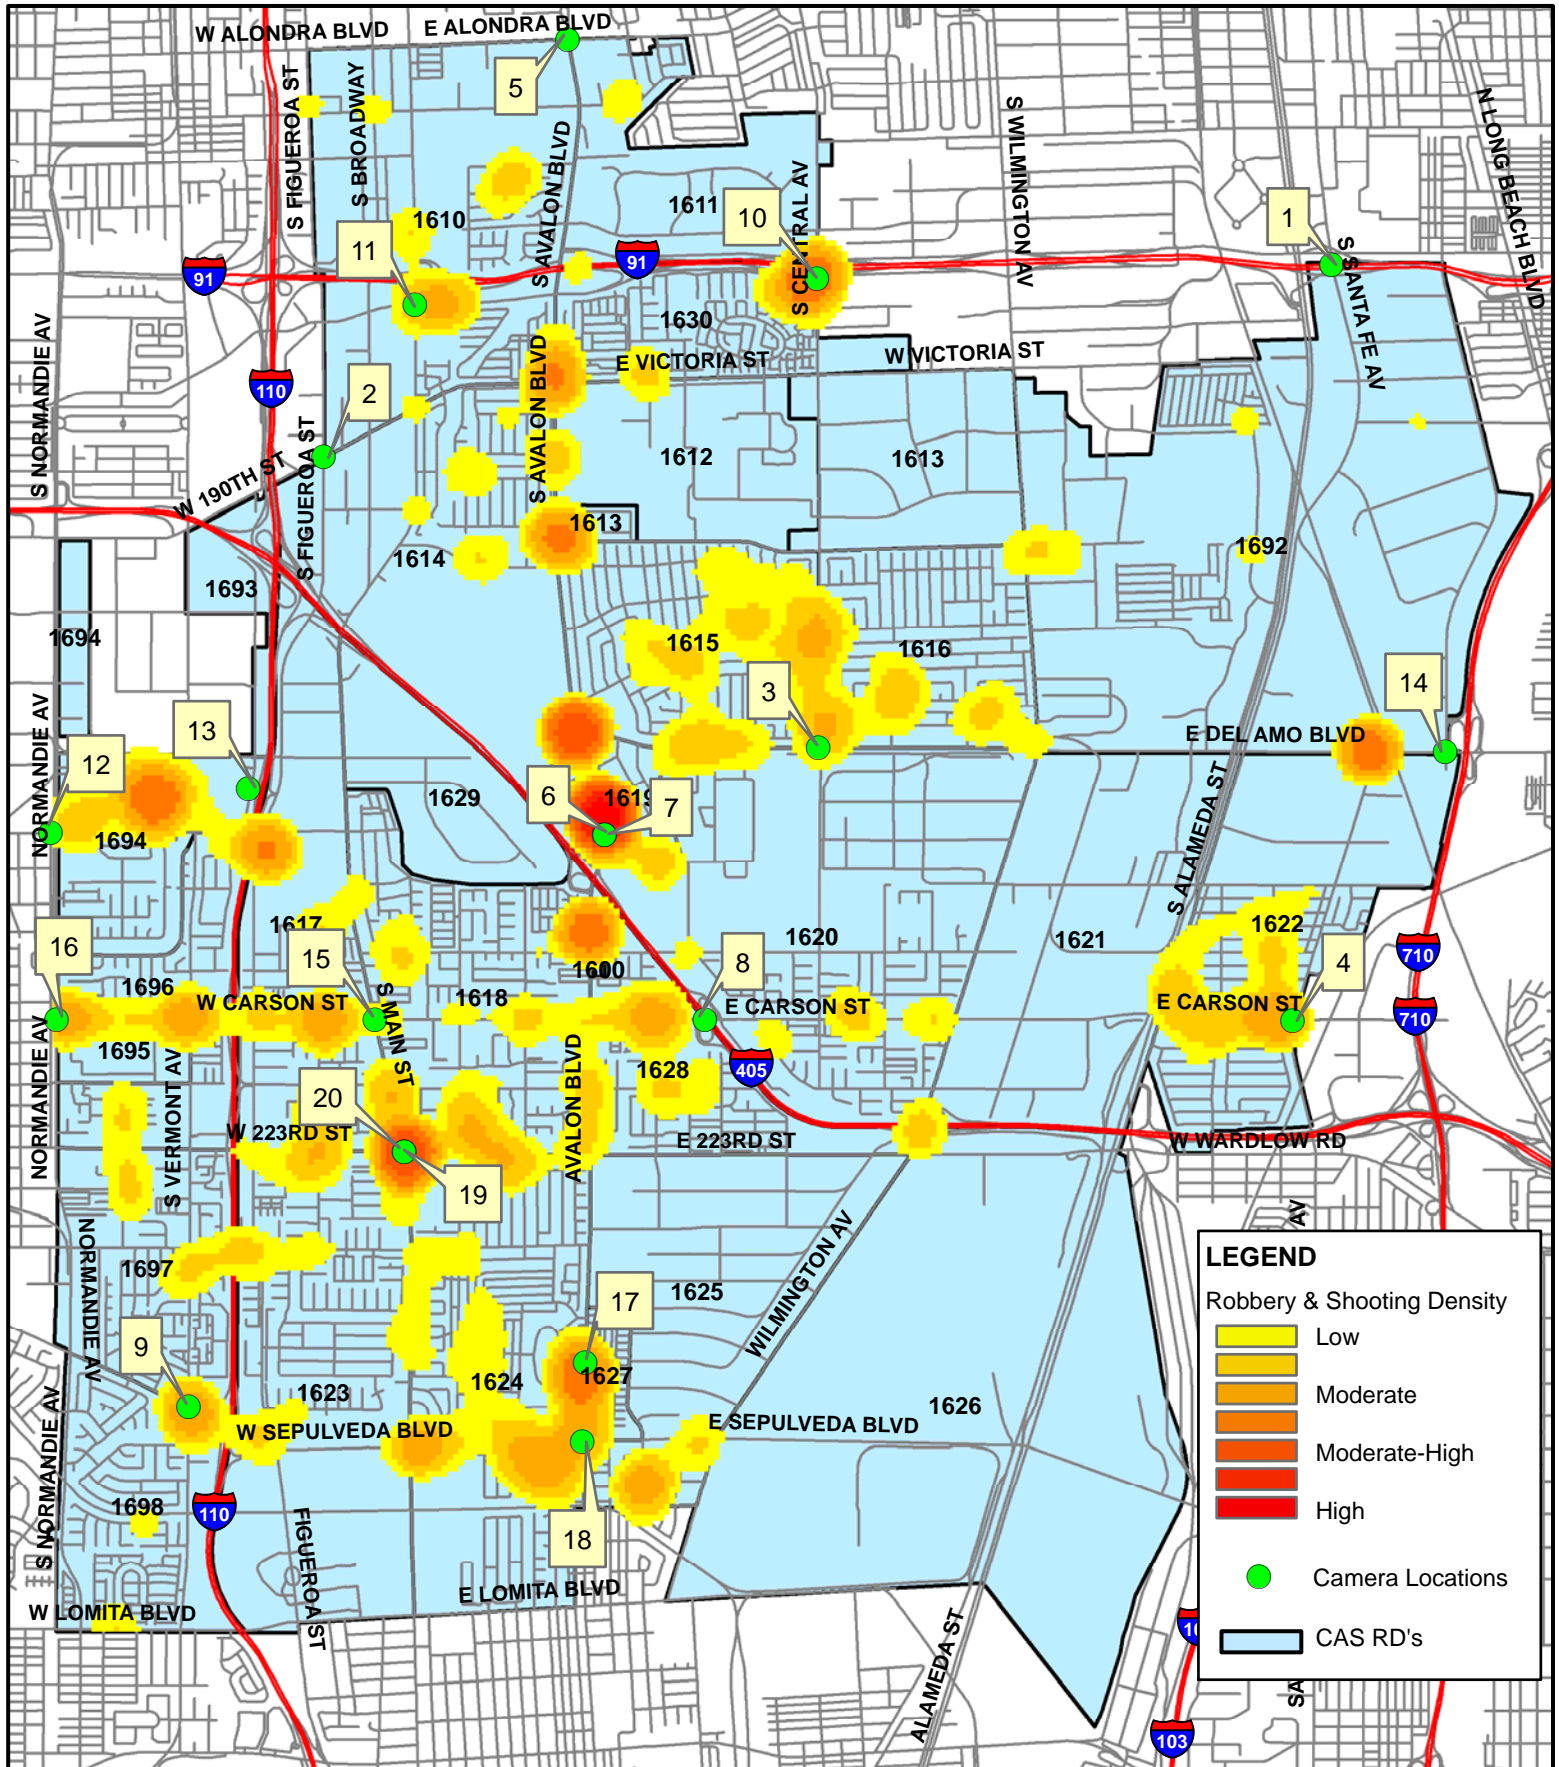 W ALONDRA BLVD
E ALONDRA BLVD
5
S FIGUEROA ST
S BROADWAY
S AVALON BLVD
S CENTRAL AV
S WILMINGTON AV
N LONG BEACH BLVD
1610
1611
10
1
11
91
91
S SANTA FE AV
S NORMANDIE AV
1630
E VICTORIA ST
W VICTORIA ST
110
2
S AVALON BLVD
1612
1613
W 190TH ST
S FIGUEROA ST
1613
1614
1692
1693
1694
1615
1616
3
14
NORMANDIE AV
13
12
E DEL AMO BLVD
1629
6
1619
7
1694
S ALAMEDA ST
1617
16
15
1620
1621
1622
1600
8
4
710
1696
W CARSON ST
S MAIN ST
1618
E CARSON ST
E CARSON ST
710
1695
NORMANDIE AV
S VERMONT AV
AVALON BLVD
1628
405
20
W 223RD ST
E 223RD ST
W WARDLOW RD
19
NORMANDIE AV
WILMINGTON AV
AV
1697
1625
17
9
1627
1623
1624
1626
W SEPULVEDA BLVD
E SEPULVEDA BLVD
S NORMANDIE AV
1698
110
FIGUEROA ST
18
E LOMITA BLVD
W LOMITA BLVD
ALAMEDA ST
10
SA
103
LEGEND
Robbery & Shooting Density
Low
Moderate
Moderate-High
High
Camera Locations
CAS RD's